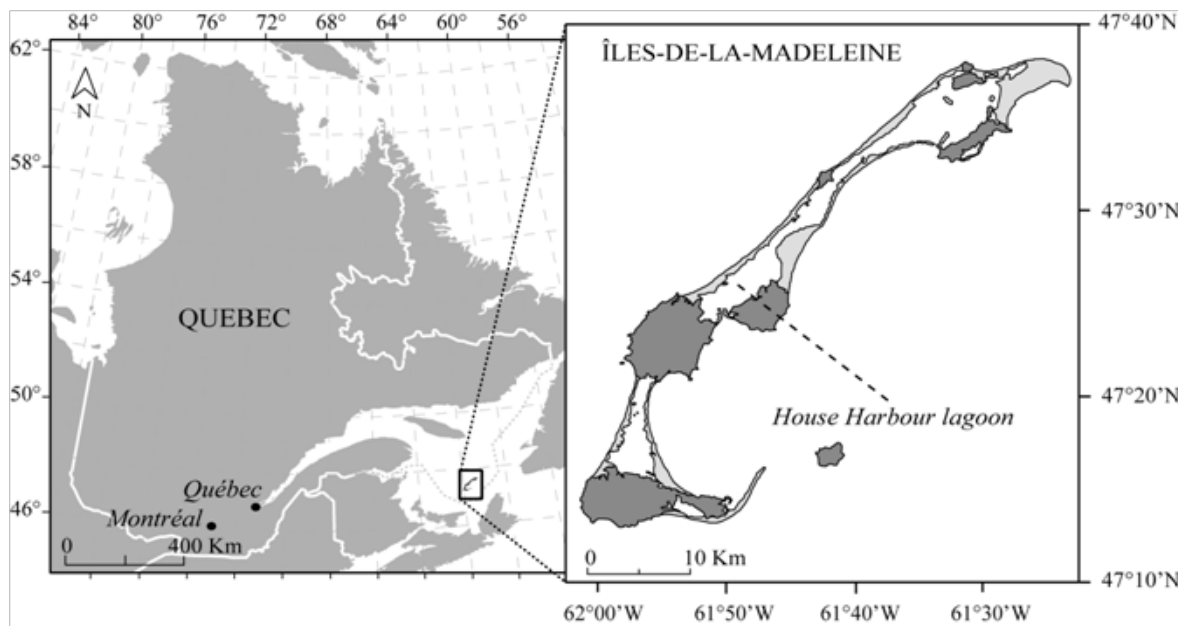 84° 80° 76° 72° 68° 64° 60° 56°
62°
58°
54°
50°
46°
N
QUEBEC
Québec
Montréal
0 400 Km
ÎLES-DE-LA-MADELEINE
House Harbour lagoon
0 10 Km
47°40’N
47°30’N
47°20’N
47°10’N
62°00’W 61°50’W 61°40’W 61°30’W